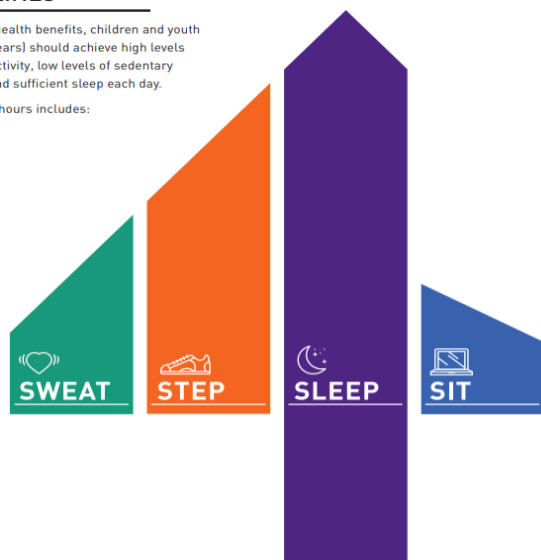 ealth benefits, children and youth
ears) should achieve high levels
ctivity, low levels of sedentary
nd sufficient sleep each day.
hours includes:
SWEAT
STEP
SLEEP
SIT